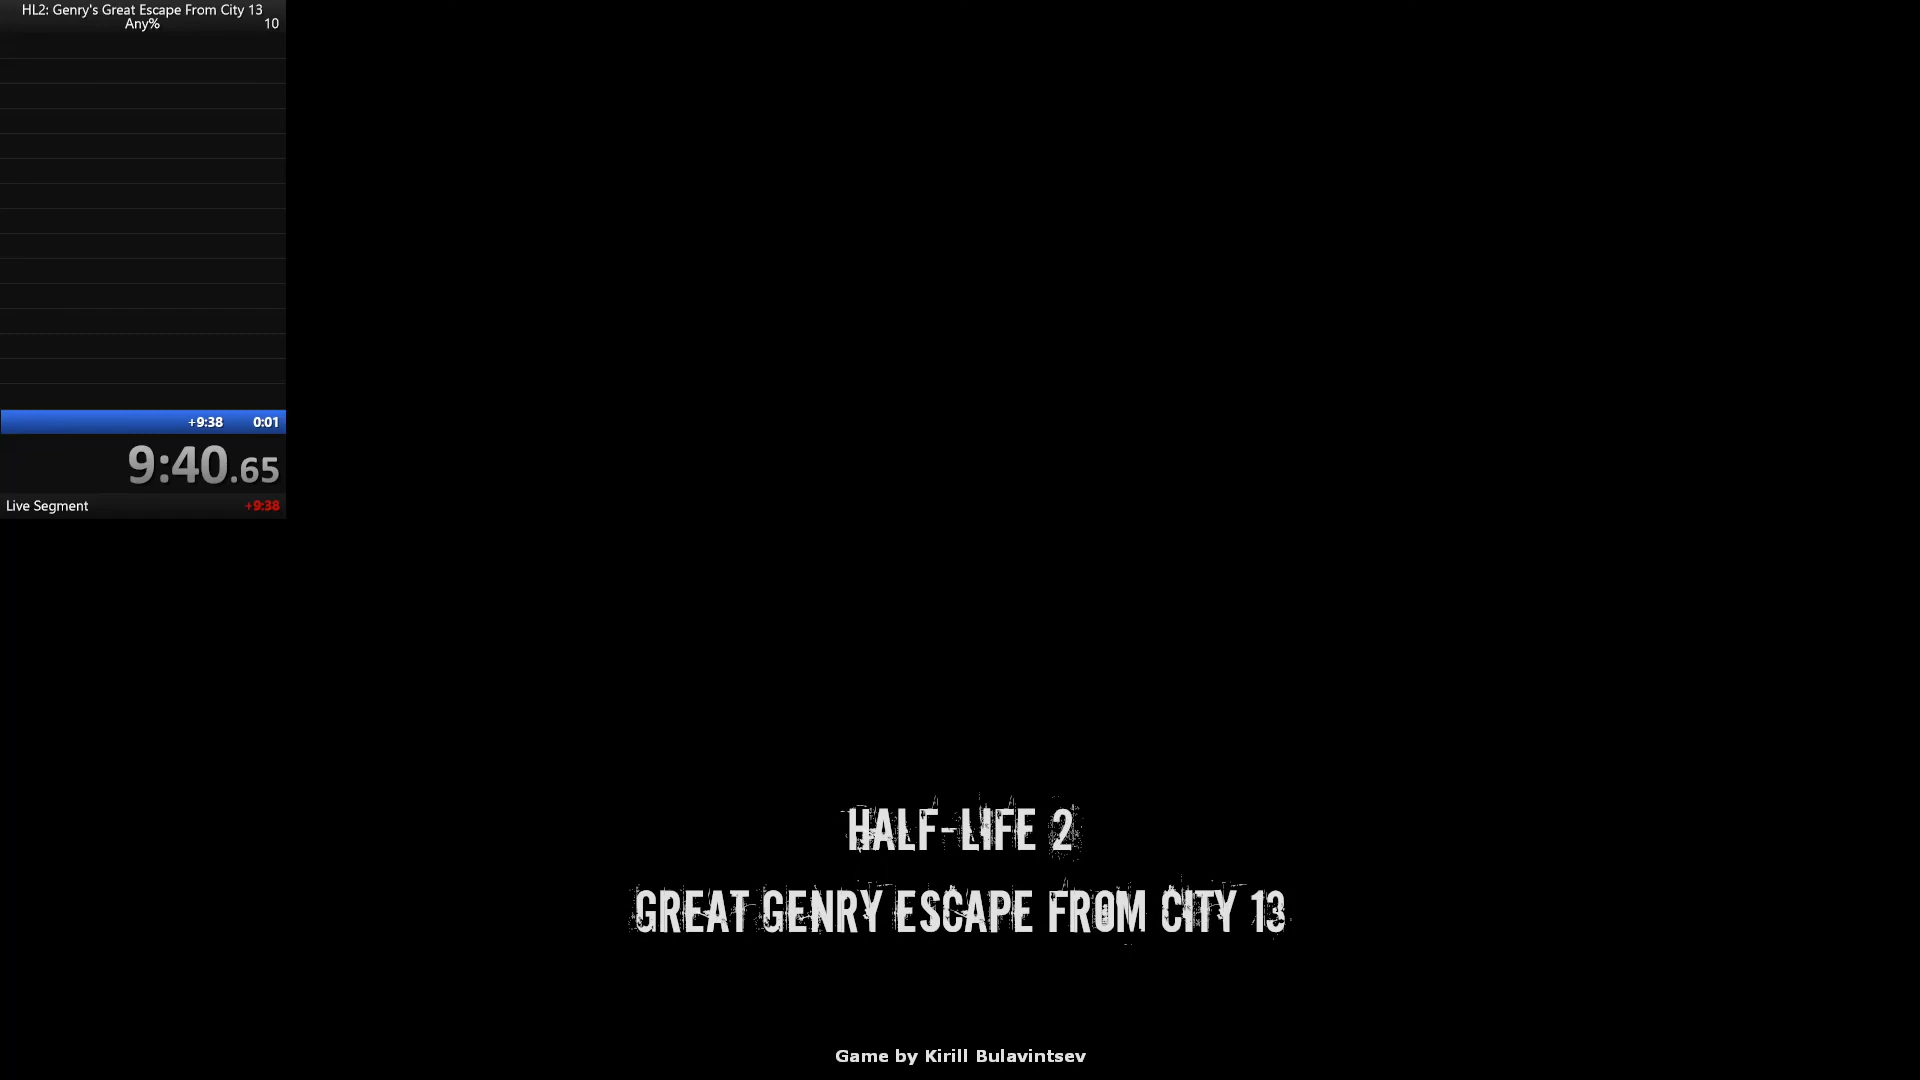 HL2: Genry's Great Escape From City 13
Any% 10
+9:38 0:01
9:40.65
Live Segment +9:38
HALF-LIFE 2
GREAT GENRY ESCAPE FROM CITY 13
Game by Kirill Bulavintsev